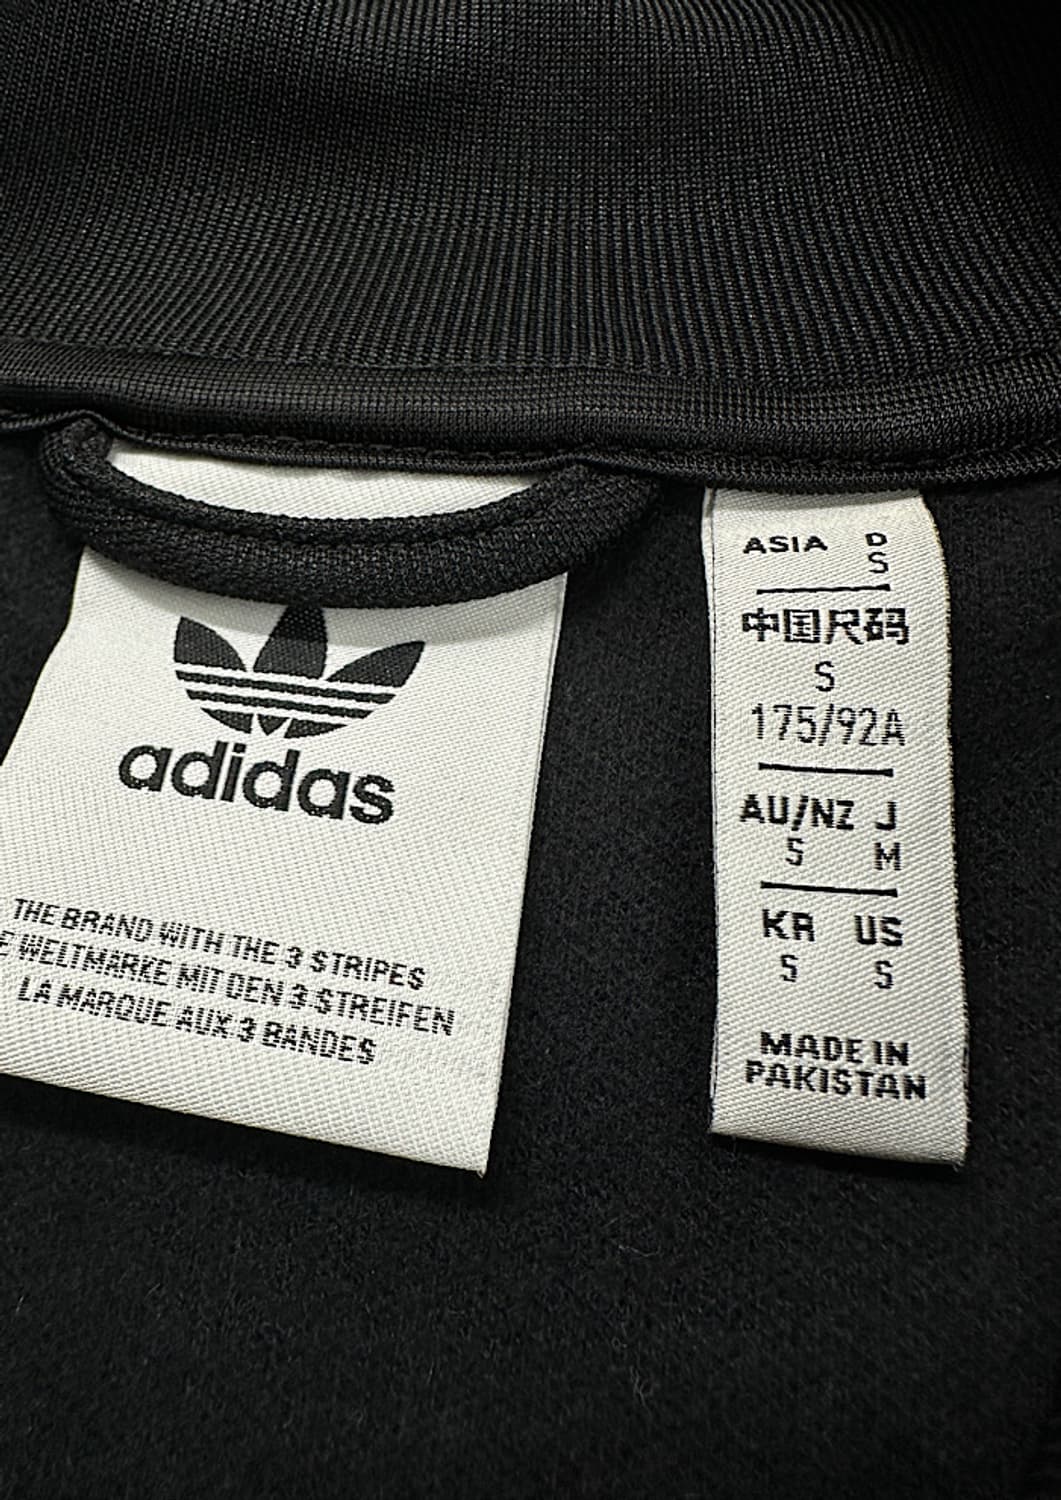 adidas
THE BRAND WITH THE 3 STRIPES
WELTMARKE MIT DEN 3 STREIFEN
LA MARQUE AUX 3 BANDES
ASIA D
S
中国尺码
S
175/92A
AU/NZ J
S M
KR US
S S
MADE IN
PAKISTAN